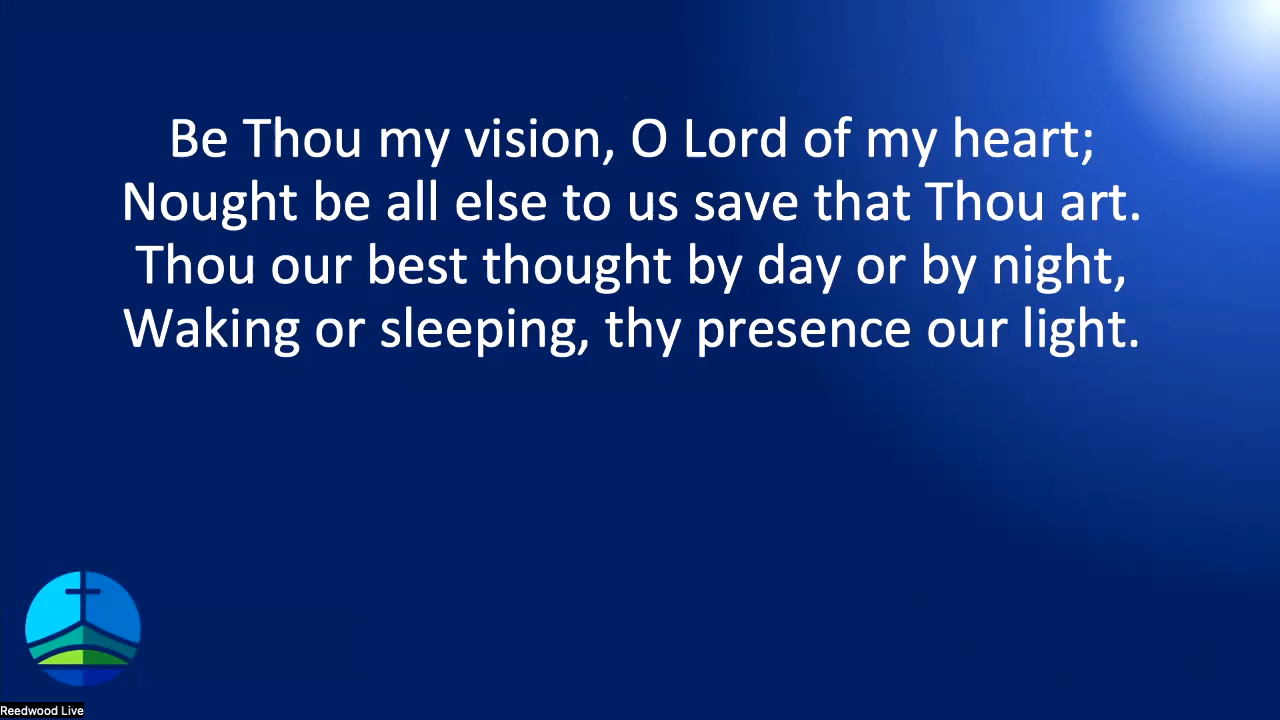 Be Thou my vision, O Lord of my heart;
Nought be all else to us save that Thou art.
Thou our best thought by day or by night,
Waking or sleeping, thy presence our light.
Reedwood Live